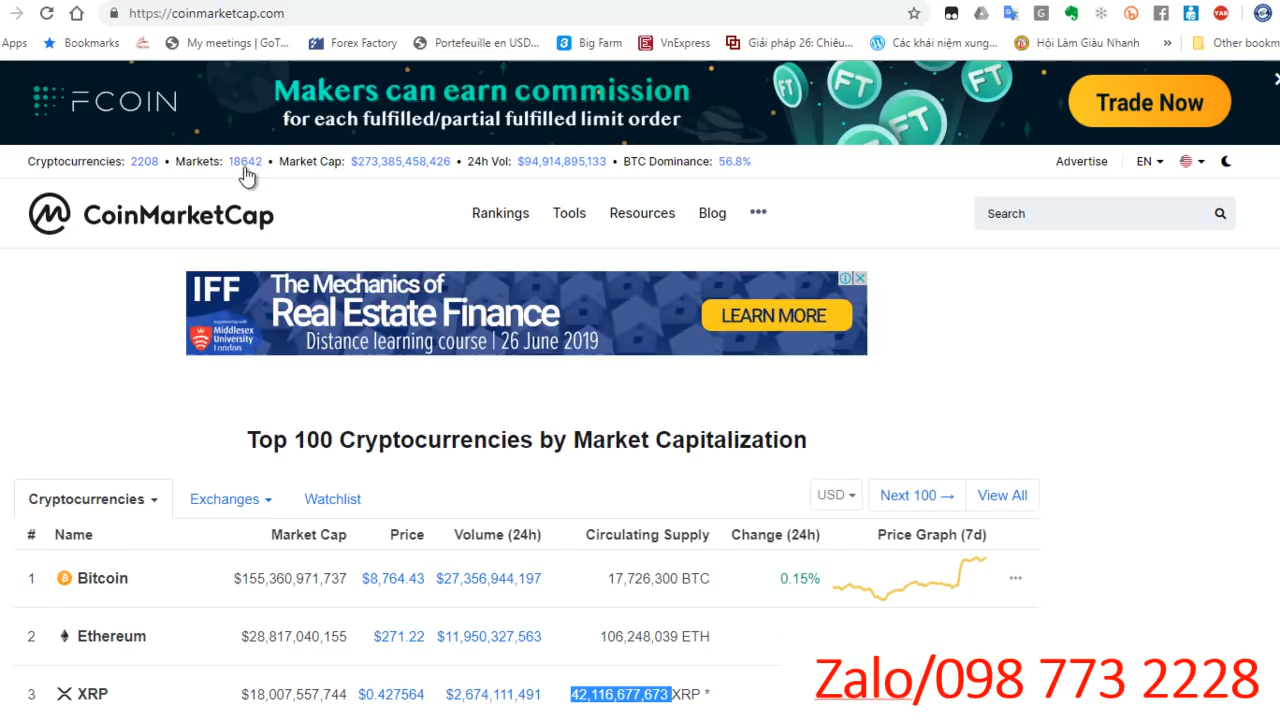 https://coinmarketcap.com
Apps Bookmarks My meetings | GoT... Forex Factory Portefeuille en USD... Big Farm VnExpress Giải pháp 26: Chiêu... Các khái niệm xung... Hội Làm Giàu Nhanh » Other bookm
FCOIN
Makers can earn commission
for each fulfilled/partial fulfilled limit order
Trade Now
Cryptocurrencies: 2208 • Markets: 18642 • Market Cap: $273,385,458,426 • 24h Vol: $94,914,895,133 • BTC Dominance: 56.8%
Advertise EN
CoinMarketCap
Rankings Tools Resources Blog •••
Search
IFF
Middlesex
University
London
The Mechanics of
Real Estate Finance
Distance learning course | 26 June 2019
LEARN MORE
Top 100 Cryptocurrencies by Market Capitalization
Cryptocurrencies Exchanges Watchlist USD Next 100 → View All
# Name Market Cap Price Volume (24h) Circulating Supply Change (24h) Price Graph (7d)
1 Bitcoin $155,360,971,737 $8,764.43 $27,356,944,197 17,726,300 BTC 0.15%
2 Ethereum $28,817,040,155 $271.22 $11,950,327,563 106,248,039 ETH
3 XRP $18,007,557,744 $0.427564 $2,674,111,491 42,116,677,673 XRP *
Zalo/098 773 2228